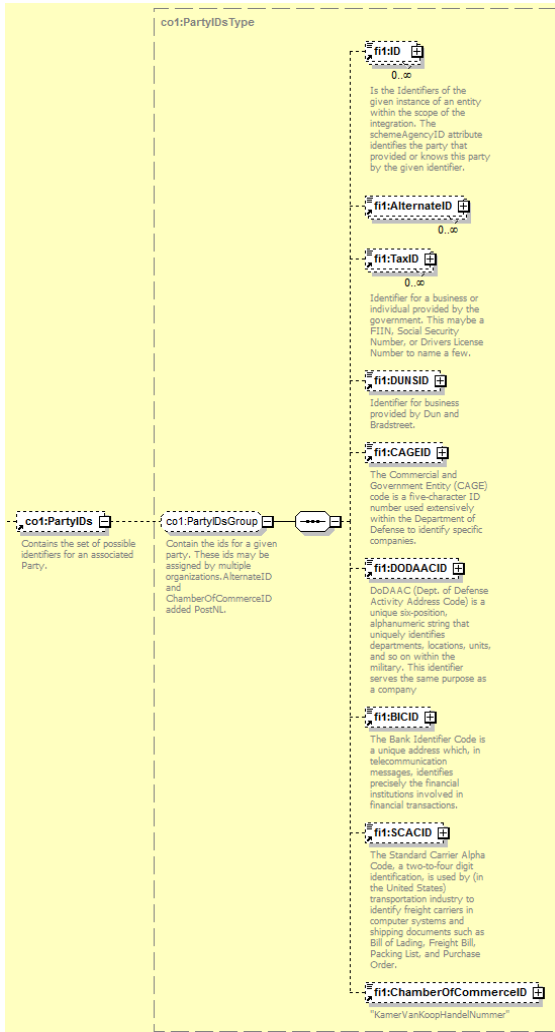 co1:PartyIDsType
fi1:ID
0..∞
Is the Identifiers of the
given instance of an entity
within the scope of the
integration. The
schemeAgencyID attribute
identifies the party that
provided or knows this party
by the given identifier.
fi1:AlternateID
0..∞
fi1:TaxID
0..∞
Identifier for a business or
individual provided by the
government. This maybe a
FIIN, Social Security
Number, or Drivers License
Number to name a few.
fi1:DUNSID
Identifier for business
provided by Dun and
Bradstreet.
fi1:CAGEID
The Commercial and
Government Entity (CAGE)
code is a five-character ID
number used extensively
within the Department of
Defense to identify specific
companies.
co1:PartyIDs
Contains the set of possible
identifiers for an associated
Party.
co1:PartyIDsGroup
Contain the ids for a given
party. These ids may be
assigned by multiple
organizations.AlternateID
and
ChamberOfCommerceID
added PostNL.
fi1:DODAACID
DoDAAC (Dept. of Defense
Activity Address Code) is a
unique six-position,
alphanumeric string that
uniquely identifies
departments, locations, units,
and so on within the
military. This identifier
serves the same purpose as
a company
fi1:BICID
The Bank Identifier Code is
a unique address which, in
telecommunication
messages, identifies
precisely the financial
institutions involved in
financial transactions.
fi1:SCACID
The Standard Carrier Alpha
Code, a two-to-four digit
identification, is used by (in
the United States)
transportation industry to
identify freight carriers in
computer systems and
shipping documents such as
Bill of Lading, Freight Bill,
Packing List, and Purchase
Order.
fi1:ChamberOfCommerceID
"KamerVanKoopHandelNummer"